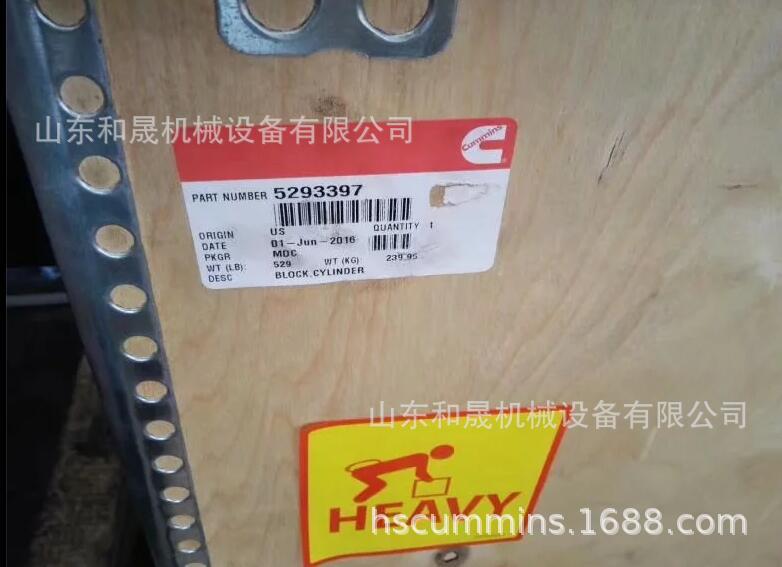 山东和晟机械设备有限公司
Cummins
PART NUMBER 5293397
ORIGIN US QUANTITY 1
DATE 01-Jun-2016
PKGR MDC
WT (LB): 529 WT (KG) 239.95
DESC BLOCK,CYLINDER
山东和晟机械设备有限公司
HEAVY
hscummins.1688.com